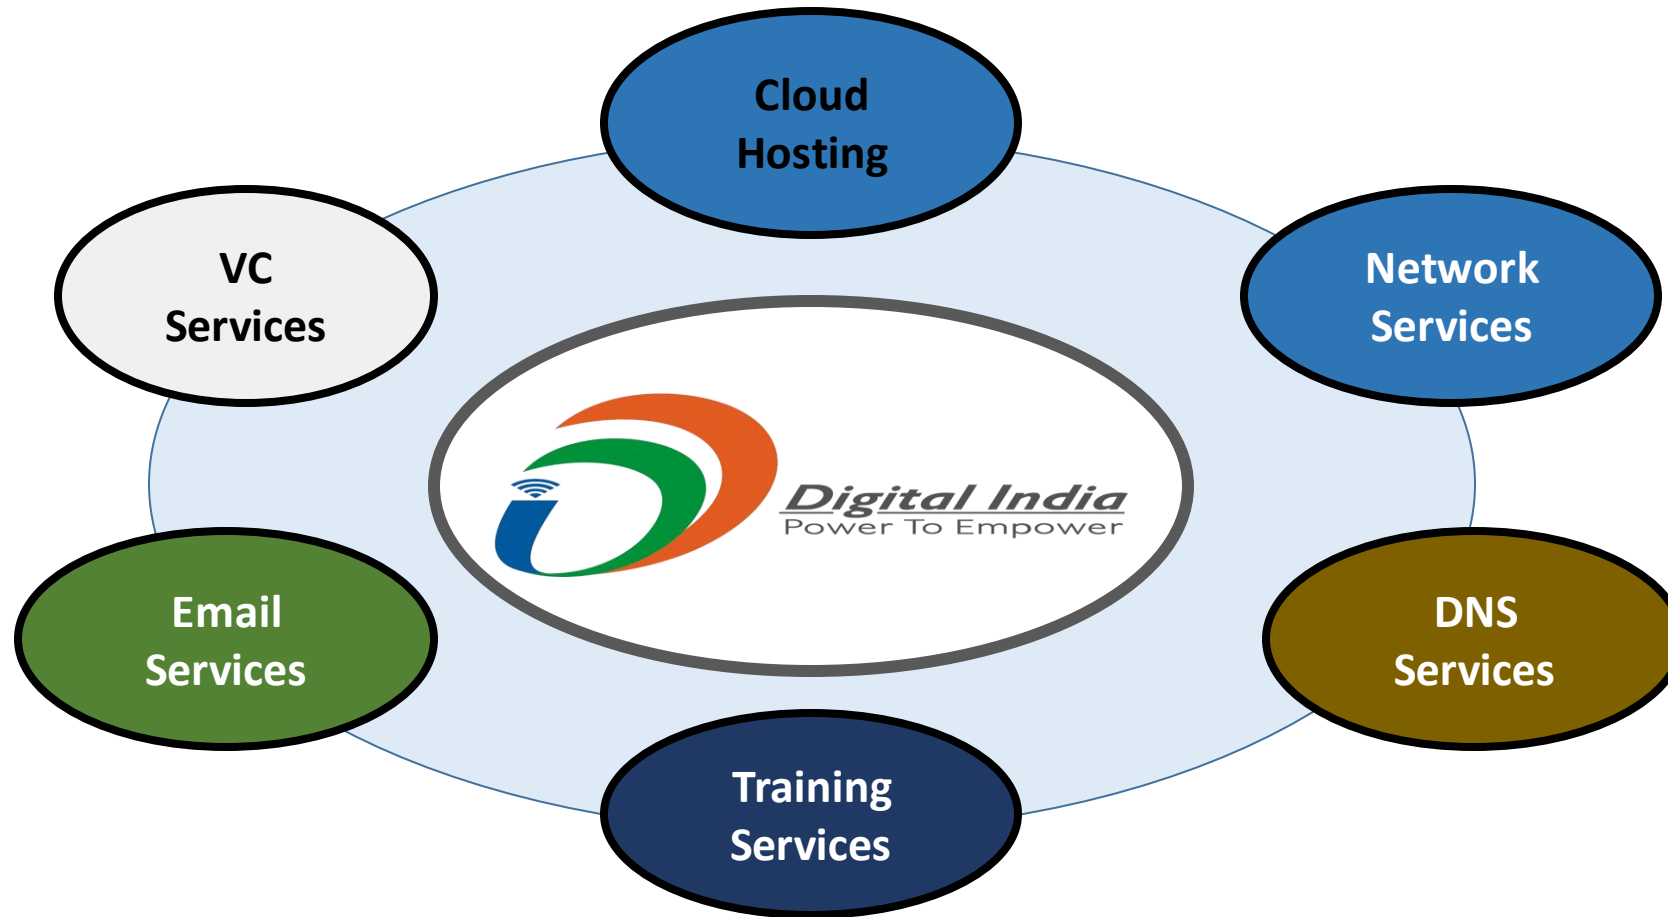 Cloud
Hosting
VC
Services
Network
Services
Digital India
Power To Empower
Email
Services
DNS
Services
Training
Services